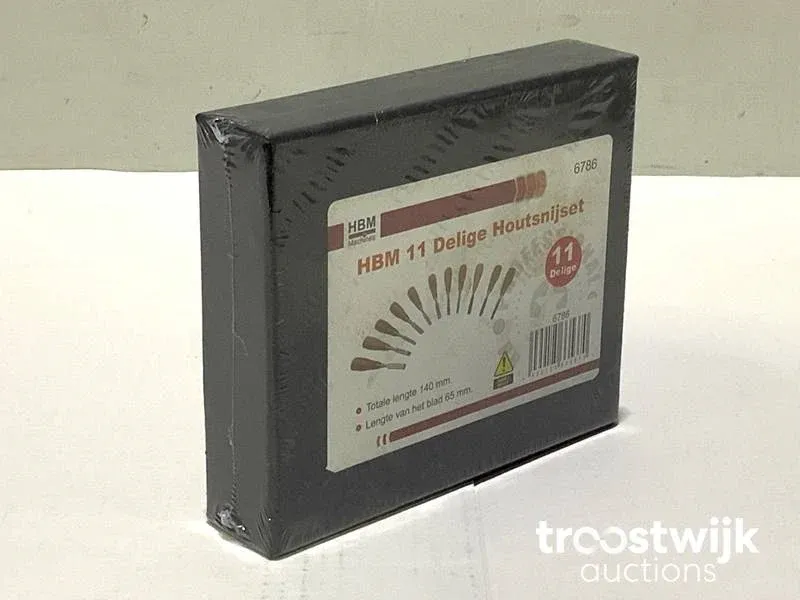 6786
HBM
Machines
HBM 11 Delige Houtsnijset
11
Delige
6786
Totale lengte 140 mm.
Lengte van het blad 65 mm.
troostwijk
auctions